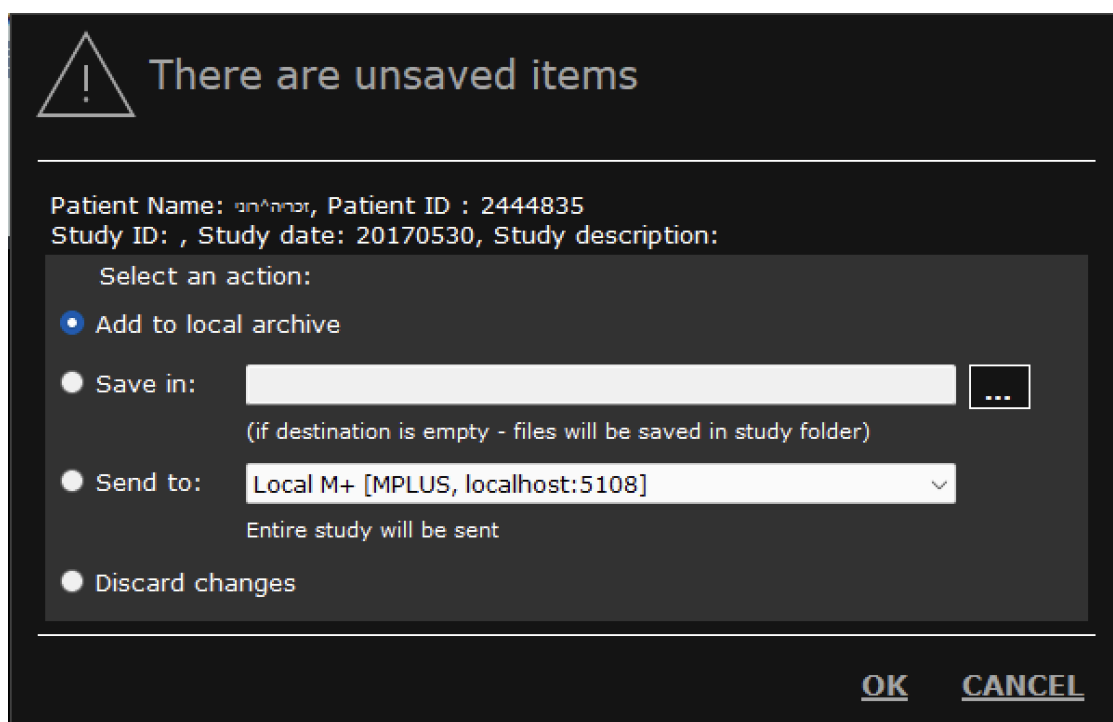 There are unsaved items
Patient Name: זכריה^רוני, Patient ID : 2444835
Study ID: , Study date: 20170530, Study description:
Select an action:
Add to local archive
Save in:
...
(if destination is empty - files will be saved in study folder)
Send to: Local M+ [MPLUS, localhost:5108]
Entire study will be sent
Discard changes
OK CANCEL